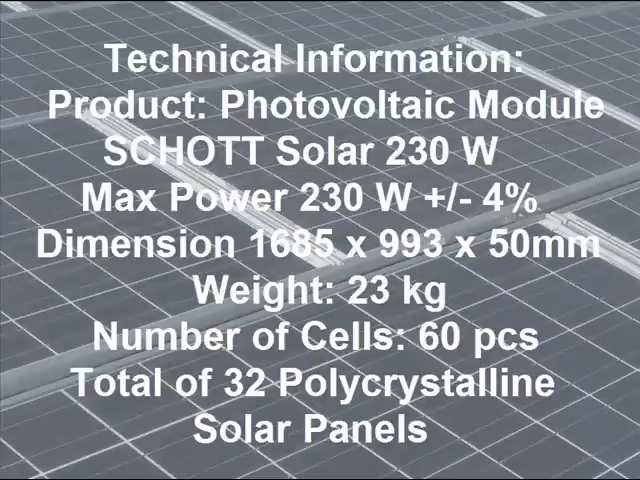 Technical Information:
Product: Photovoltaic Module
SCHOTT Solar 230 W
Max Power 230 W +/- 4%
Dimension 1685 x 993 x 50mm
Weight: 23 kg
Number of Cells: 60 pcs
Total of 32 Polycrystalline
Solar Panels